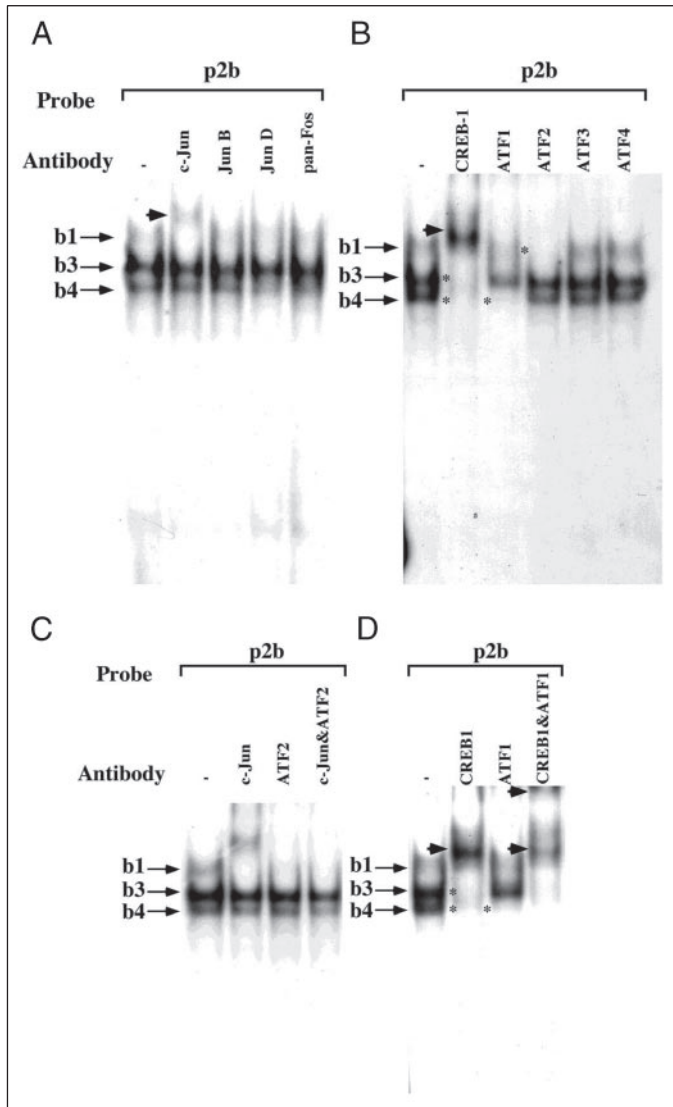 A
p2b
Probe
Antibody
- c-Jun Jun B Jun D pan-Fos
b1
b3
b4
B
p2b
- CREB-1 ATF1 ATF2 ATF3 ATF4
b1 *
b3 *
b4 * *
C
p2b
Probe
Antibody
- c-Jun ATF2 c-Jun&ATF2
b1
b3
b4
D
p2b
- CREB1 ATF1 CREB1&ATF1
b1
b3 *
b4 * *